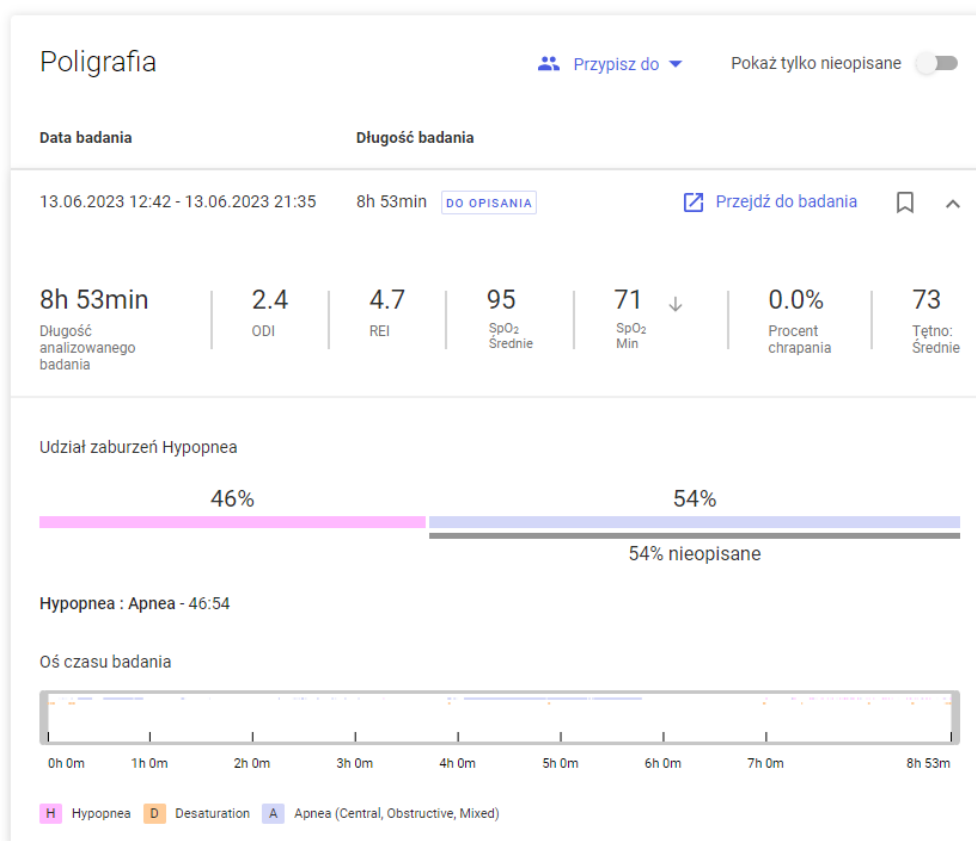 Poligrafia
Przypisz do
Pokaż tylko nieopisane
Data badania
Długość badania
13.06.2023 12:42 - 13.06.2023 21:35
8h 53min
DO OPISANIA
Przejdź do badania
8h 53min
Długość
analizowanego
badania
2.4
ODI
4.7
REI
95
SpO₂
Średnie
71
SpO₂
Min
0.0%
Procent
chrapania
73
Tętno:
Średnie
Udział zaburzeń Hypopnea
46%
54%
54% nieopisane
Hypopnea : Apnea - 46:54
Oś czasu badania
0h 0m
1h 0m
2h 0m
3h 0m
4h 0m
5h 0m
6h 0m
7h 0m
8h 53m
H Hypopnea
D Desaturation
A Apnea (Central, Obstructive, Mixed)